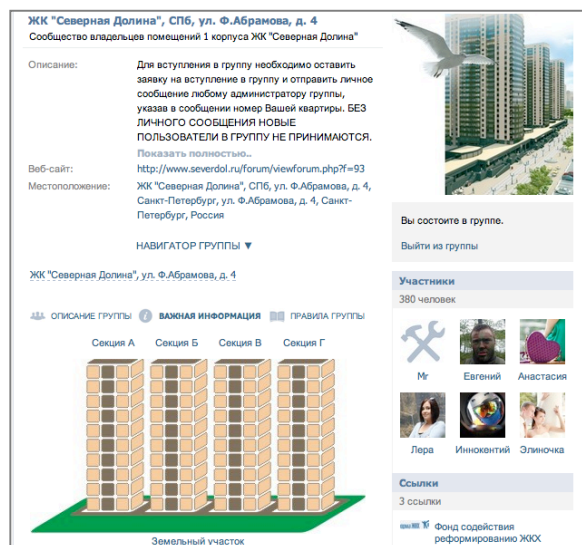 ЖК "Северная Долина", СПб, ул. Ф.Абрамова, д. 4
Сообщество владельцев помещений 1 корпуса ЖК "Северная Долина"
Описание:
Для вступления в группу необходимо оставить
заявку на вступление в группу и отправить личное
сообщение любому администратору группы,
указав в сообщении номер Вашей квартиры. БЕЗ
ЛИЧНОГО СООБЩЕНИЯ НОВЫЕ
ПОЛЬЗОВАТЕЛИ В ГРУППУ НЕ ПРИНИМАЮТСЯ.
Показать полностью..
Веб-сайт: http://www.severdol.ru/forum/viewforum.php?f=93
Местоположение: ЖК "Северная Долина", СПб, ул. Ф.Абрамова, д. 4,
Санкт-Петербург, ул. Ф.Абрамова, д. 4, Санкт-
Петербург, Россия
НАВИГАТОР ГРУППЫ ▼
ЖК "Северная Долина", ул. Ф.Абрамова, д. 4
ОПИСАНИЕ ГРУППЫ ВАЖНАЯ ИНФОРМАЦИЯ ПРАВИЛА ГРУППЫ
Секция А Секция Б Секция В Секция Г
Земельный участок
Вы состоите в группе.
Выйти из группы
Участники
380 человек
Mr Евгений Анастасия
Лера Иннокентий Элиночка
Ссылки
3 ссылки
Фонд содействия
реформированию ЖКХ